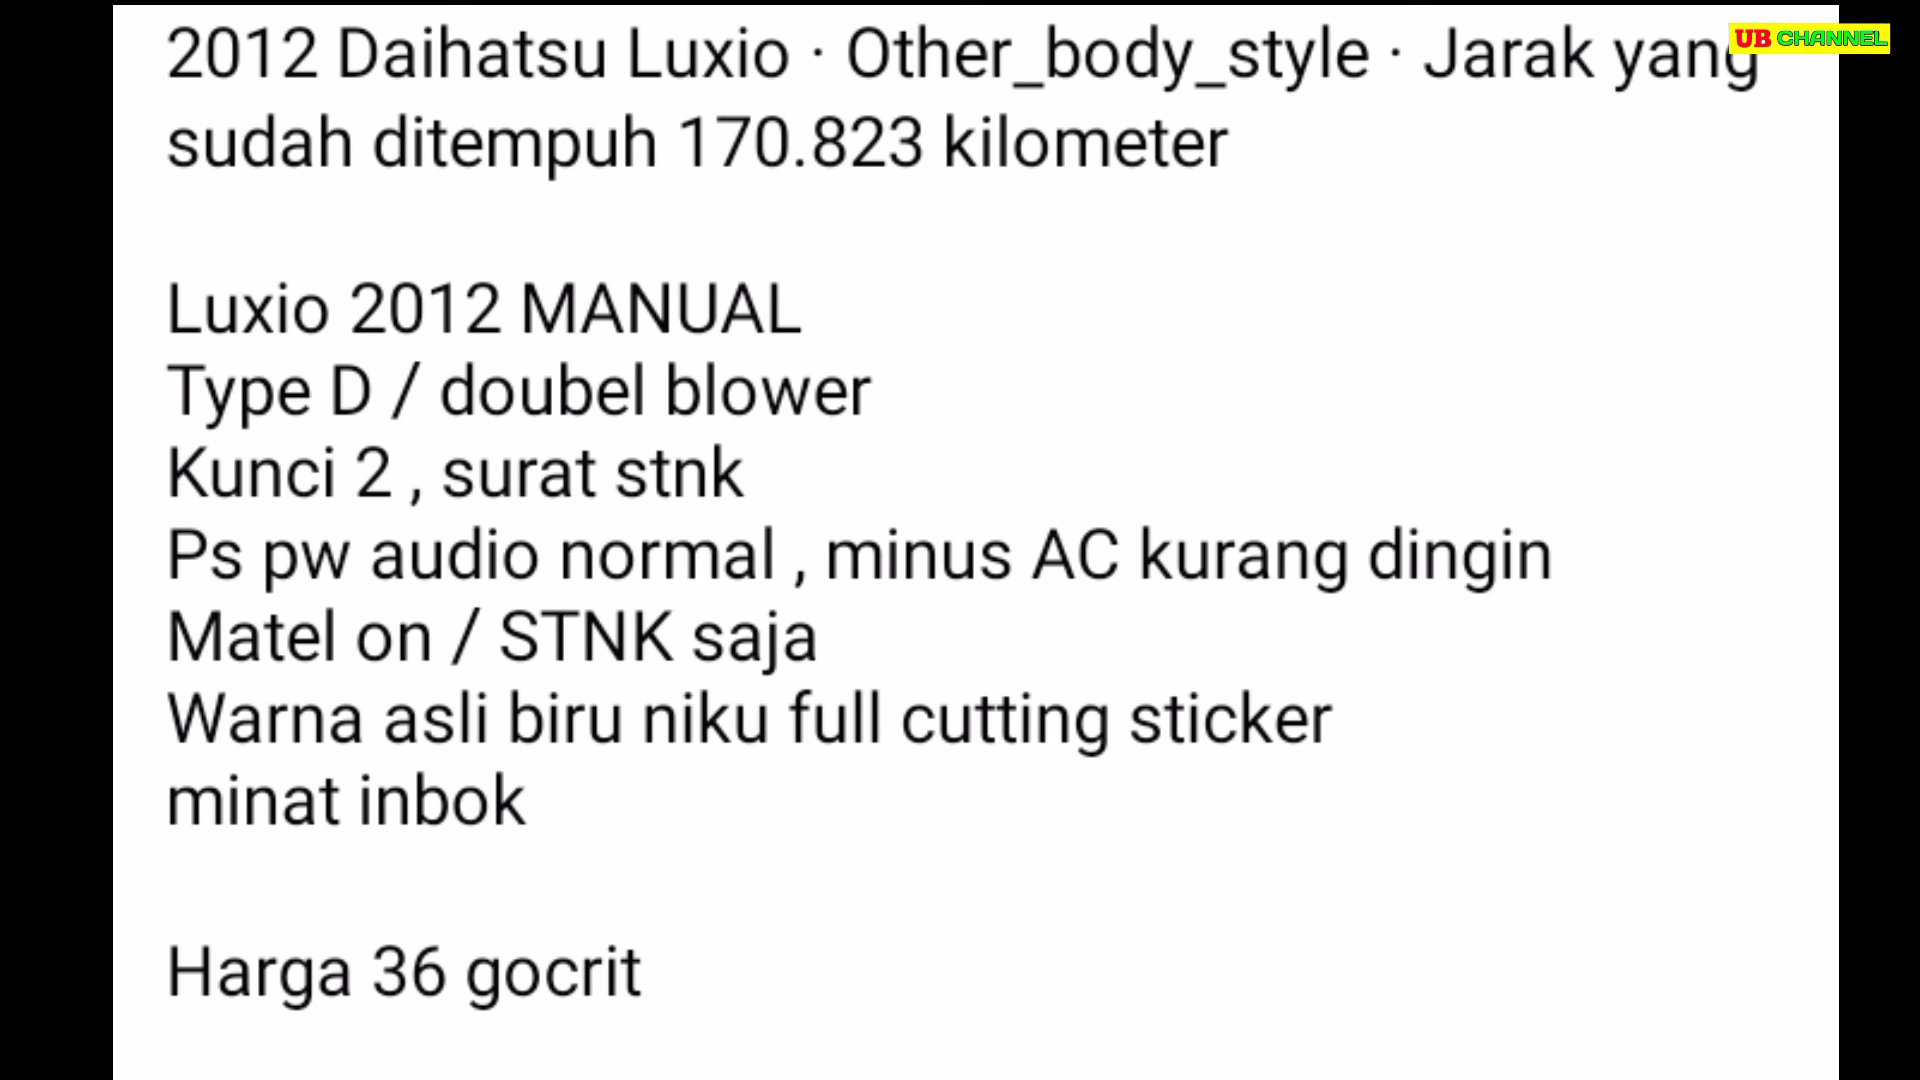 2012 Daihatsu Luxio · Other_body_style · Jarak yang
UB CHANNEL
sudah ditempuh 170.823 kilometer
Luxio 2012 MANUAL
Type D / doubel blower
Kunci 2 , surat stnk
Ps pw audio normal , minus AC kurang dingin
Matel on / STNK saja
Warna asli biru niku full cutting sticker
minat inbok
Harga 36 gocrit